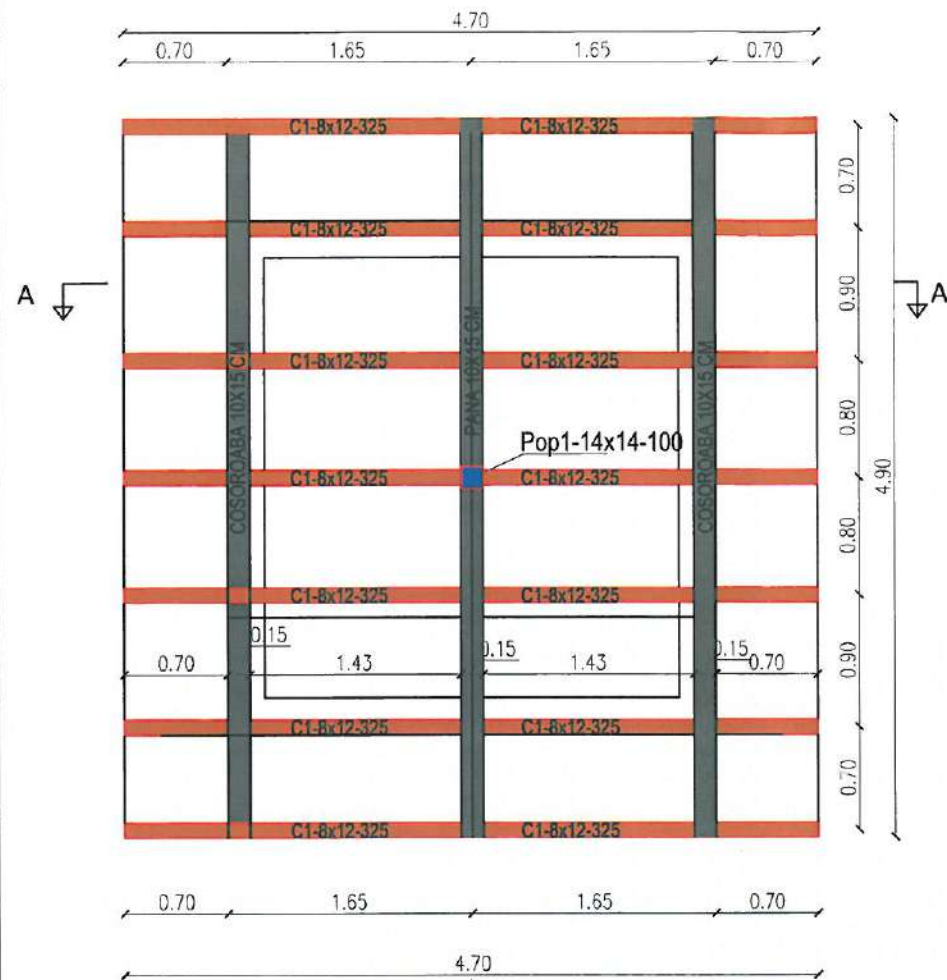 4.70
0.70 1.65 1.65 0.70
C1-8x12-325 C1-8x12-325
0.70
C1-8x12-325 C1-8x12-325
A A
0.90
C1-8x12-325 C1-8x12-325
COSOROABA 10X15 CM
PANA 10X15 CM
COSOROABA 10X15 CM
0.80
Pop1-14x14-100
C1-8x12-325 C1-8x12-325
4.90
0.80
C1-8x12-325 C1-8x12-325
0.15 0.15 0.15
0.70 1.43 1.43 0.70
0.90
C1-8x12-325 C1-8x12-325
0.70
C1-8x12-325 C1-8x12-325
0.70 1.65 1.65 0.70
4.70